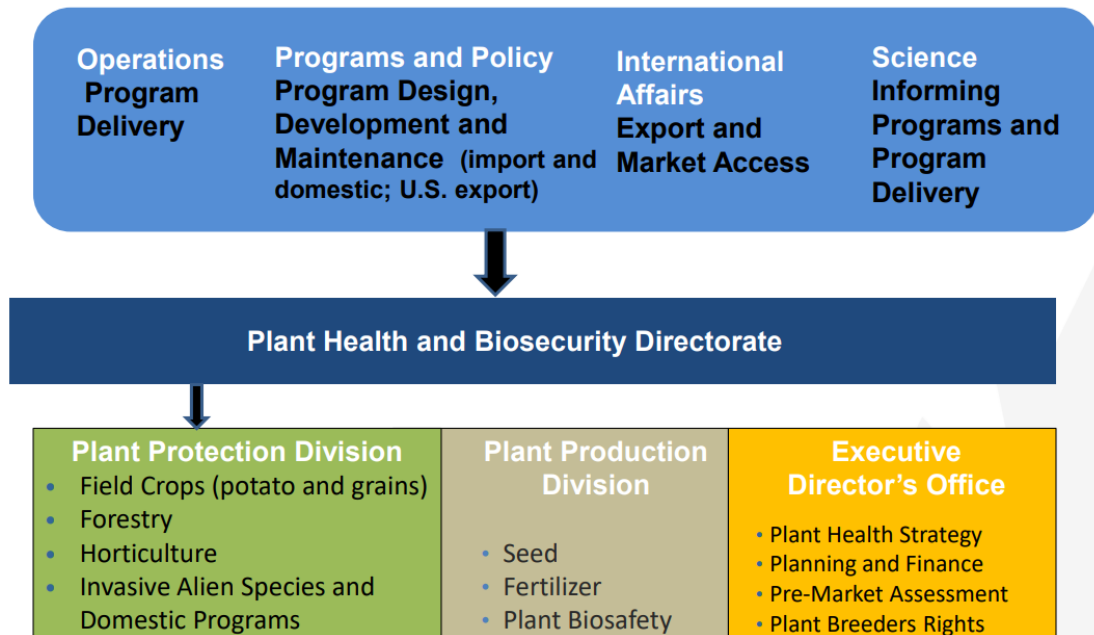 Operations
Program
Delivery
Programs and Policy
Program Design,
Development and
Maintenance (import and
domestic; U.S. export)
International
Affairs
Export and
Market Access
Science
Informing
Programs and
Program
Delivery
Plant Health and Biosecurity Directorate
Plant Protection Division
• Field Crops (potato and grains)
• Forestry
• Horticulture
• Invasive Alien Species and
Domestic Programs
Plant Production
Division
• Seed
• Fertilizer
• Plant Biosafety
Executive
Director's Office
• Plant Health Strategy
• Planning and Finance
• Pre-Market Assessment
• Plant Breeders Rights